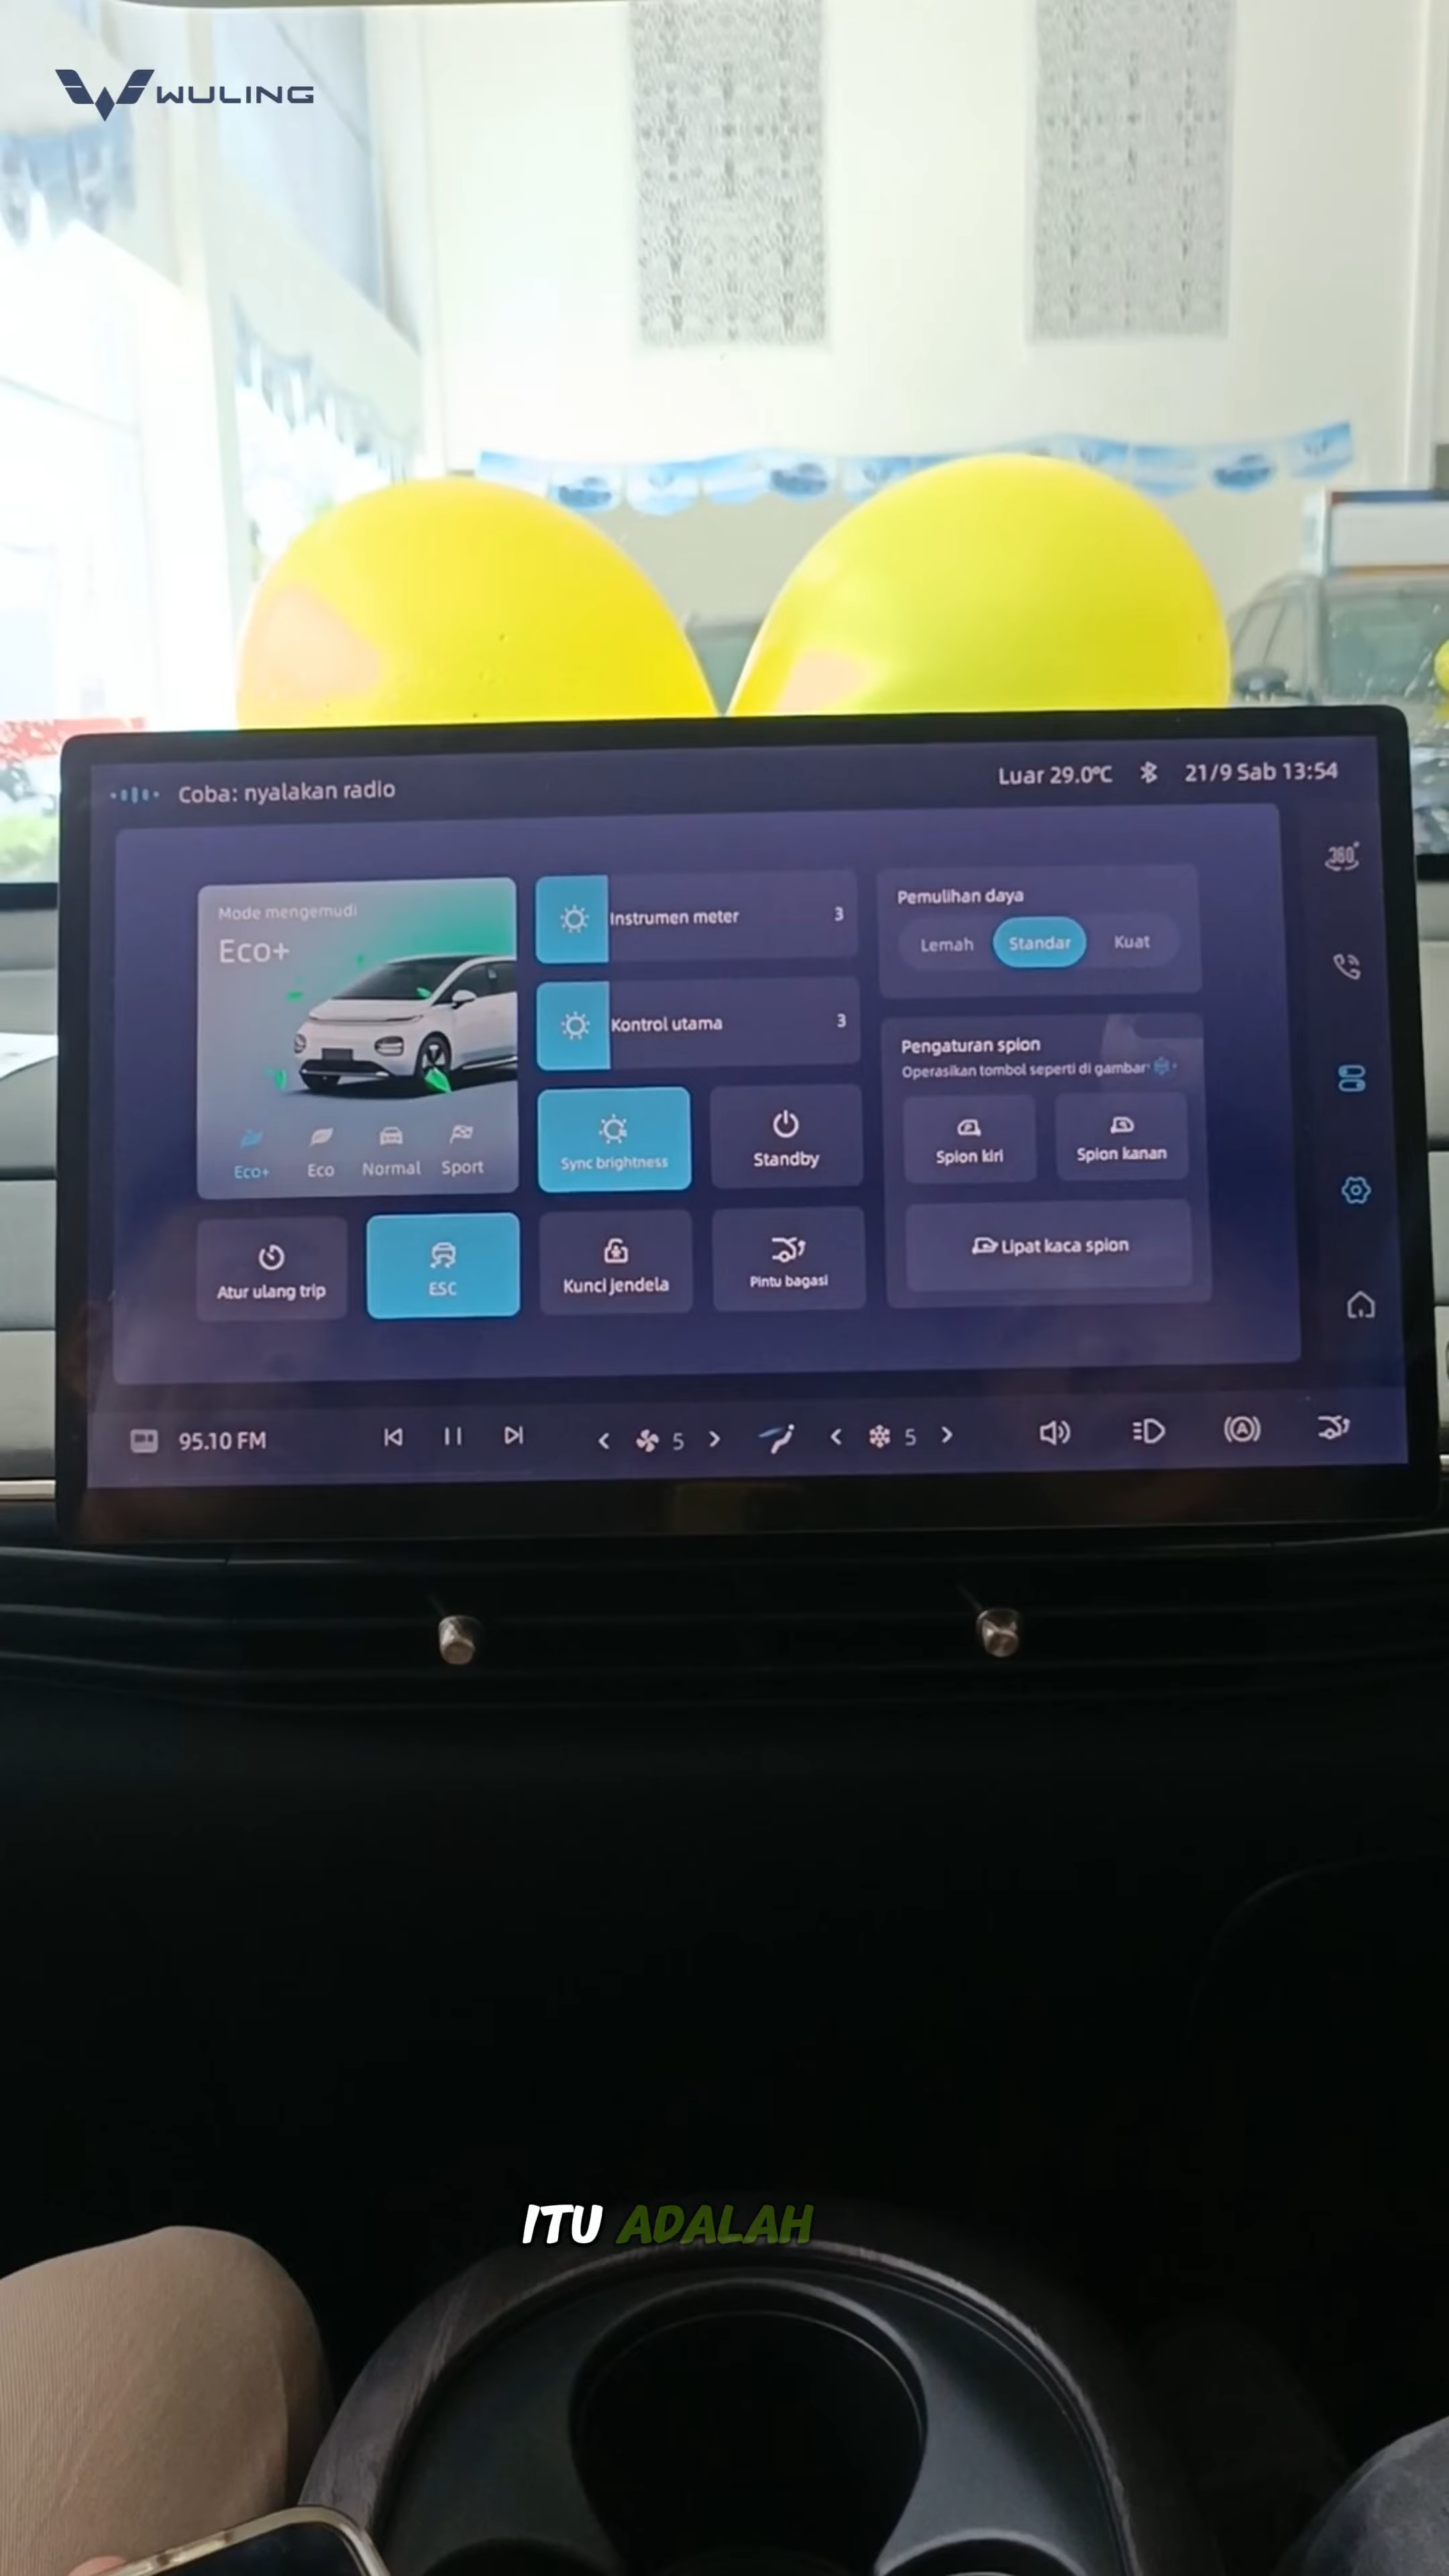 WULING
Coba: nyalakan radio
Luar 29.0°C
21/9 Sab 13:54
360°
Mode mengemudi
Eco+
Eco+
Eco
Normal
Sport
Instrumen meter 3
Kontrol utama 3
Sync brightness
Standby
Pemulihan daya
Lemah
Standar
Kuat
Pengaturan spion
Operasikan tombol seperti di gambar
Spion kiri
Spion kanan
Lipat kaca spion
Atur ulang trip
ESC
Kunci jendela
Pintu bagasi
95.10 FM
5
5
A
ITU ADALAH